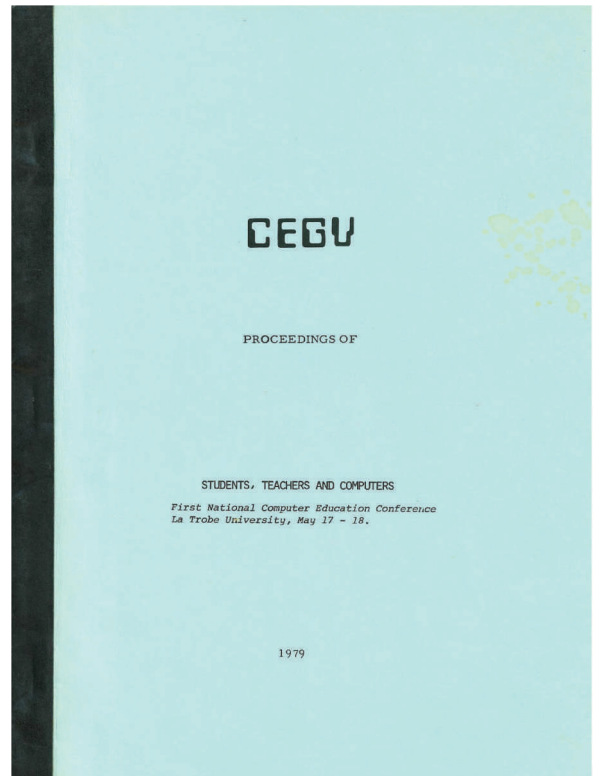 CEGV
PROCEEDINGS OF
STUDENTS, TEACHERS AND COMPUTERS
First National Computer Education Conference
La Trobe University, May 17 - 18.
1979